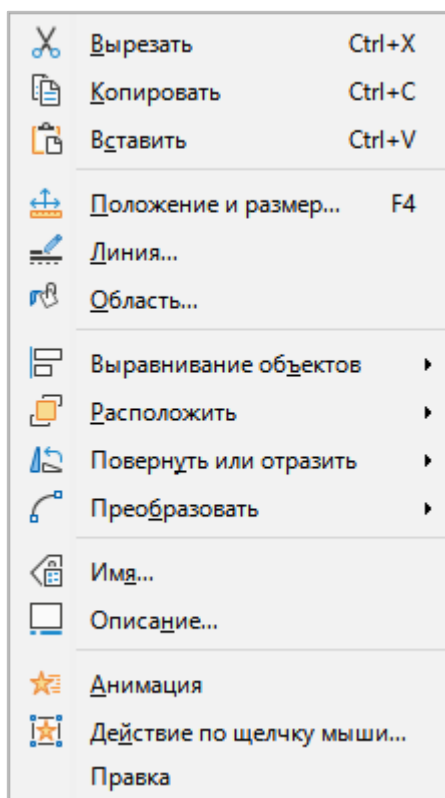 Вырезать Ctrl+X
Копировать Ctrl+C
Вставить Ctrl+V
Положение и размер... F4
Линия...
Область...
Выравнивание объектов
Расположить
Повернуть или отразить
Преобразовать
Имя...
Описание...
Анимация
Действие по щелчку мыши...
Правка